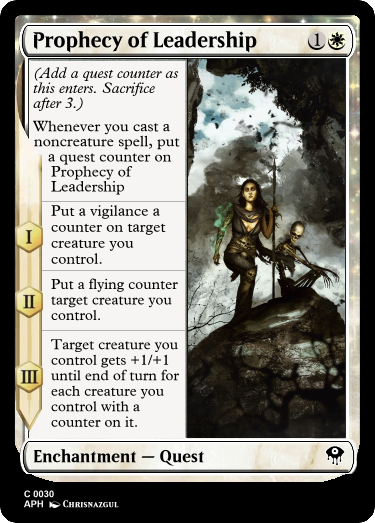 Prophecy of Leadership 1
(Add a quest counter as
this enters. Sacrifice
after 3.)
Whenever you cast a
noncreature spell, put
a quest counter on
Prophecy of
Leadership
I
Put a vigilance a
counter on target
creature you
control.
II
Put a flying counter
target creature you
control.
III
Target creature you
control gets +1/+1
until end of turn for
each creature you
control with a
counter on it.
Enchantment — Quest
C 0030
APH Chrisnazgul